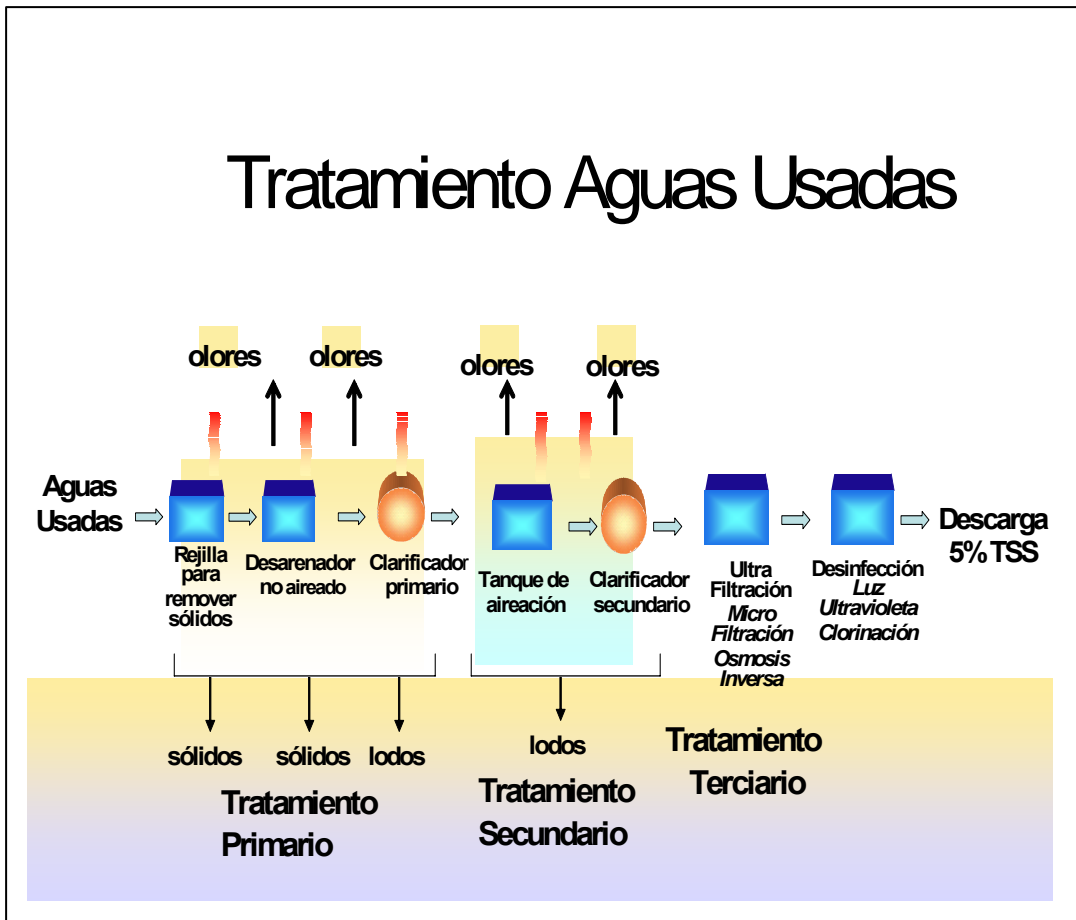 Tratamiento Aguas Usadas
olores
olores
olores
olores
Aguas
Usadas
Rejilla
para
remover
sólidos
Desarenador
no aireado
Clarificador
primario
Tanque de
aireación
Clarificador
secundario
Ultra
Filtración
Micro
Filtración
Osmosis
Inversa
Desinfección
Luz
Ultravioleta
Clorinación
Descarga
5% TSS
sólidos
sólidos
lodos
lodos
Tratamiento
Primario
Tratamiento
Secundario
Tratamiento
Terciario